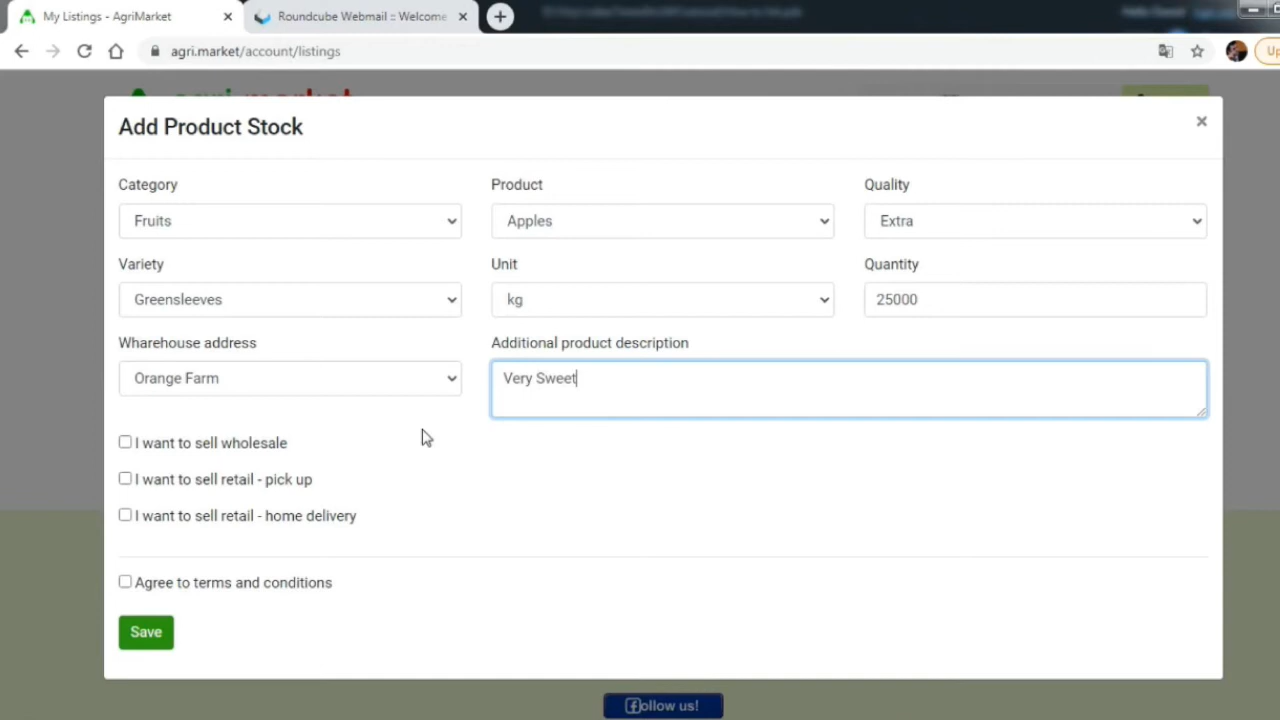 My Listings - AgriMarket
Roundcube Webmail :: Welcome
agri.market/account/listings
Up
Add Product Stock
Category
Product
Quality
Fruits
Apples
Extra
Variety
Unit
Quantity
Greensleeves
kg
25000
Wharehouse address
Additional product description
Orange Farm
Very Sweet
I want to sell wholesale
I want to sell retail - pick up
I want to sell retail - home delivery
Agree to terms and conditions
Save
follow us!